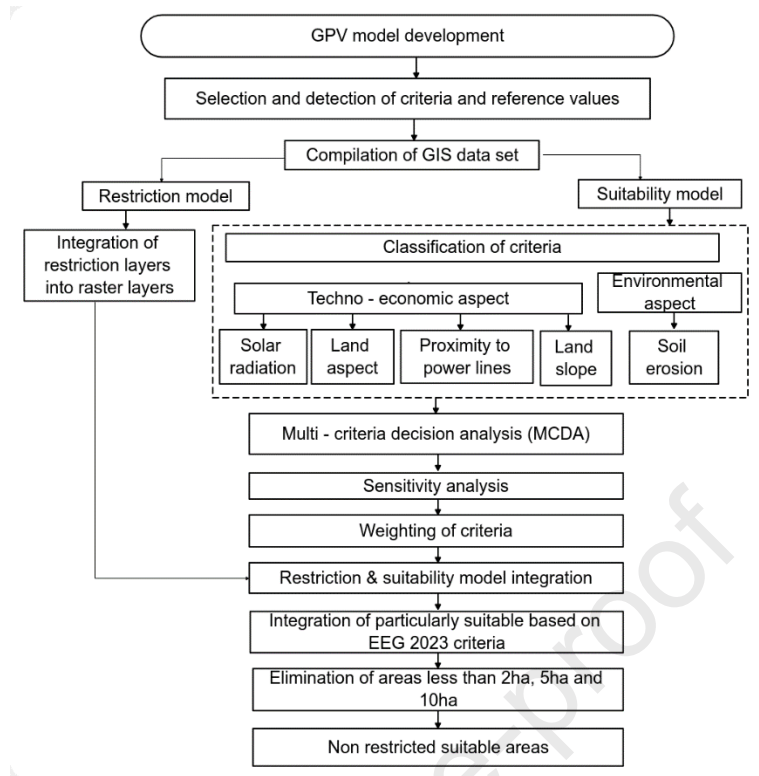 GPV model development
Selection and detection of criteria and reference values
Compilation of GIS data set
Restriction model
Suitability model
Integration of
restriction layers
into raster layers
Classification of criteria
Techno - economic aspect
Environmental
aspect
Solar
radiation
Land
aspect
Proximity to
power lines
Land
slope
Soil
erosion
Multi - criteria decision analysis (MCDA)
Sensitivity analysis
Weighting of criteria
Restriction & suitability model integration
Integration of particularly suitable based on
EEG 2023 criteria
Elimination of areas less than 2ha, 5ha and
10ha
Non restricted suitable areas
e-proof